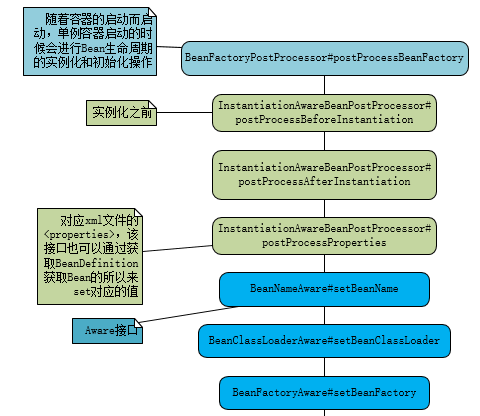 随着容器的启动而启
动，单例容器启动的时
候会进行Bean生命周期
的实例化和初始化操作
BeanFactoryPostProcessor#postProcessBeanFactory
实例化之前
InstantiationAwareBeanPostProcessor#
postProcessBeforeInstantiation
InstantiationAwareBeanPostProcessor#
postProcessAfterInstantiation
对应xml文件的
<properties>，该
接口也可以通过获
取BeanDefinition
获取Bean的所以来
set对应的值
InstantiationAwareBeanPostProcessor#
postProcessProperties
BeanNameAware#setBeanName
Aware接口
BeanClassLoaderAware#setBeanClassLoader
BeanFactoryAware#setBeanFactory